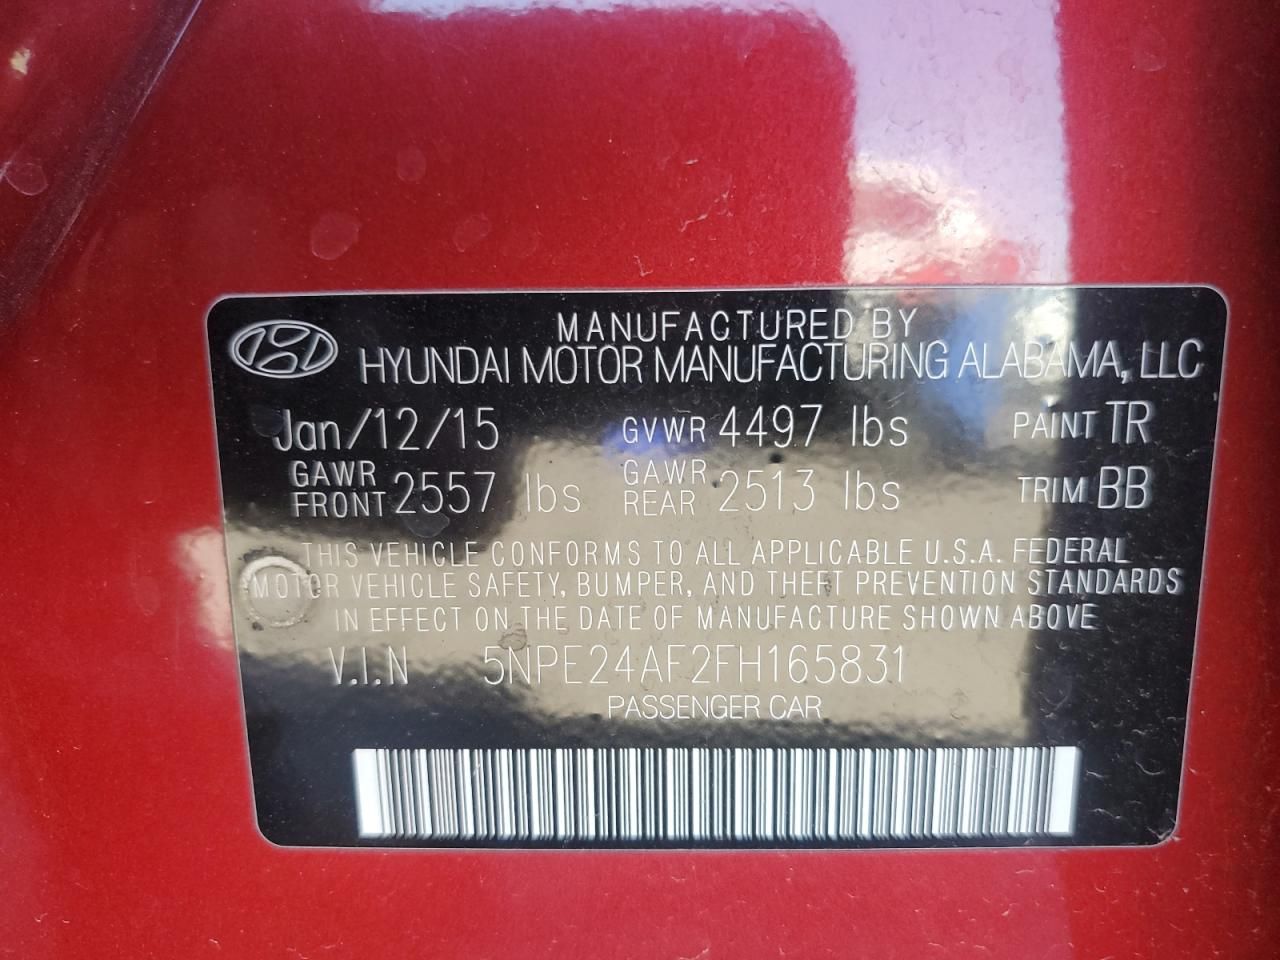 MANUFACTURED BY
HYUNDAI MOTOR MANUFACTURING ALABAMA, LLC
Jan/12/15 GVWR 4497 lbs PAINT TR
GAWR FRONT 2557 lbs GAWR REAR 2513 lbs TRIM BB
THIS VEHICLE CONFORMS TO ALL APPLICABLE U.S.A. FEDERAL
MOTOR VEHICLE SAFETY, BUMPER, AND THEFT PREVENTION STANDARDS
IN EFFECT ON THE DATE OF MANUFACTURE SHOWN ABOVE
V.I.N 5NPE24AF2FH165831
PASSENGER CAR